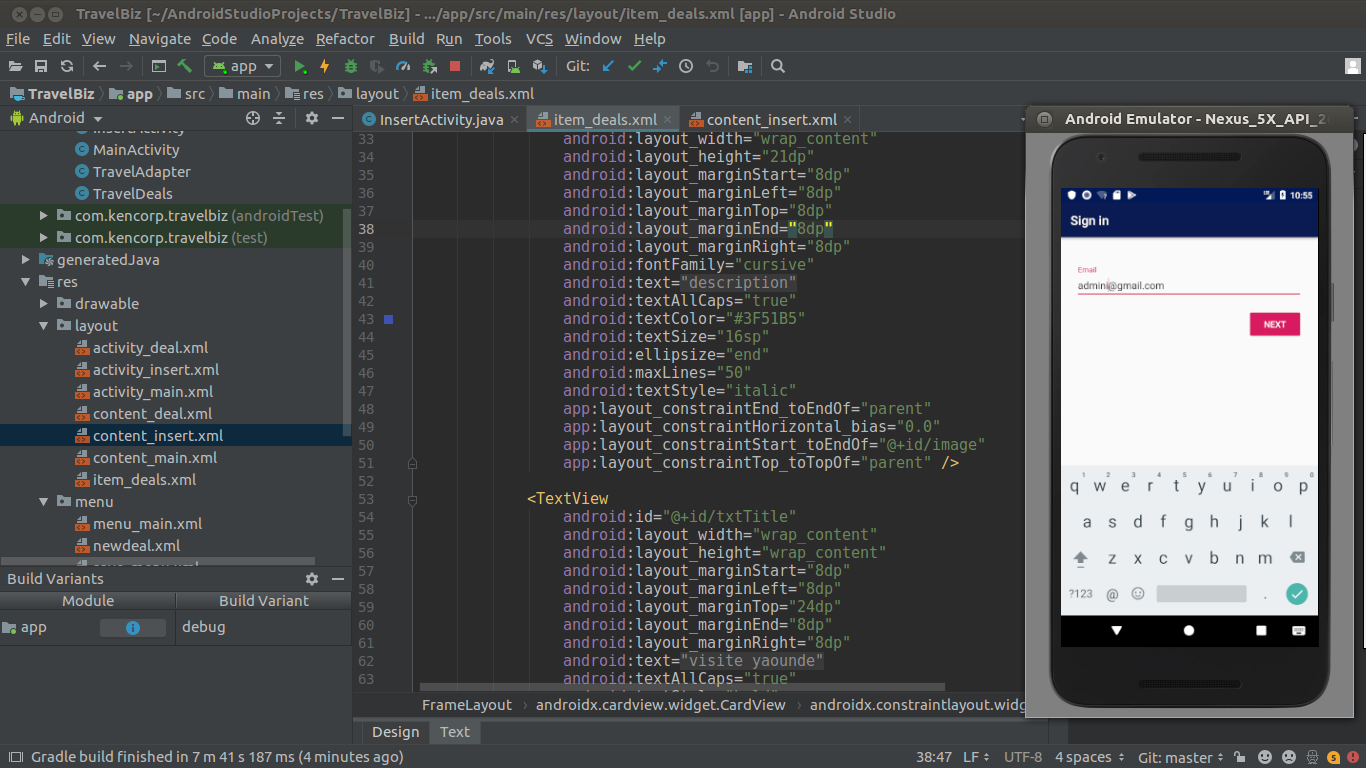 TravelBiz [~/AndroidStudioProjects/TravelBiz] - .../app/src/main/res/layout/item_deals.xml [app] - Android Studio
File Edit View Navigate Code Analyze Refactor Build Run Tools VCS Window Help
app Git:
TravelBiz app src main res layout item_deals.xml
Android
InsertActivity
MainActivity
TravelAdapter
TravelDeals
com.kencorp.travelbiz (androidTest)
com.kencorp.travelbiz (test)
generatedJava
res
drawable
layout
activity_deal.xml
activity_insert.xml
activity_main.xml
content_deal.xml
content_insert.xml
content_main.xml
item_deals.xml
menu
menu_main.xml
newdeal.xml
Build Variants
Module Build Variant
app debug
InsertActivity.java item_deals.xml content_insert.xml
33 android:layout_width="wrap_content"
34 android:layout_height="21dp"
35 android:layout_marginStart="8dp"
36 android:layout_marginLeft="8dp"
37 android:layout_marginTop="8dp"
38 android:layout_marginEnd="8dp"
39 android:layout_marginRight="8dp"
40 android:fontFamily="cursive"
41 android:text="description"
42 android:textAllCaps="true"
43 android:textColor="#3F51B5"
44 android:textSize="16sp"
45 android:ellipsize="end"
46 android:maxLines="50"
47 android:textStyle="italic"
48 app:layout_constraintEnd_toEndOf="parent"
49 app:layout_constraintHorizontal_bias="0.0"
50 app:layout_constraintStart_toEndOf="@+id/image"
51 app:layout_constraintTop_toTopOf="parent" />
52
53 <TextView
54 android:id="@+id/txtTitle"
55 android:layout_width="wrap_content"
56 android:layout_height="wrap_content"
57 android:layout_marginStart="8dp"
58 android:layout_marginLeft="8dp"
59 android:layout_marginTop="24dp"
60 android:layout_marginEnd="8dp"
61 android:layout_marginRight="8dp"
62 android:text="visite yaounde"
63 android:textAllCaps="true"
FrameLayout androidx.cardview.widget.CardView androidx.constraintlayout.widg
Design Text
Android Emulator - Nexus_5X_API_2
10:55
Sign in
Email
admini@gmail.com
NEXT
1 2 3 4 5 6 7 8 9 0
q w e r t y u i o p
a s d f g h j k l
z x c v b n m
?123 @ .
Gradle build finished in 7 m 41 s 187 ms (4 minutes ago)
38:47 LF UTF-8 4 spaces Git: master 5